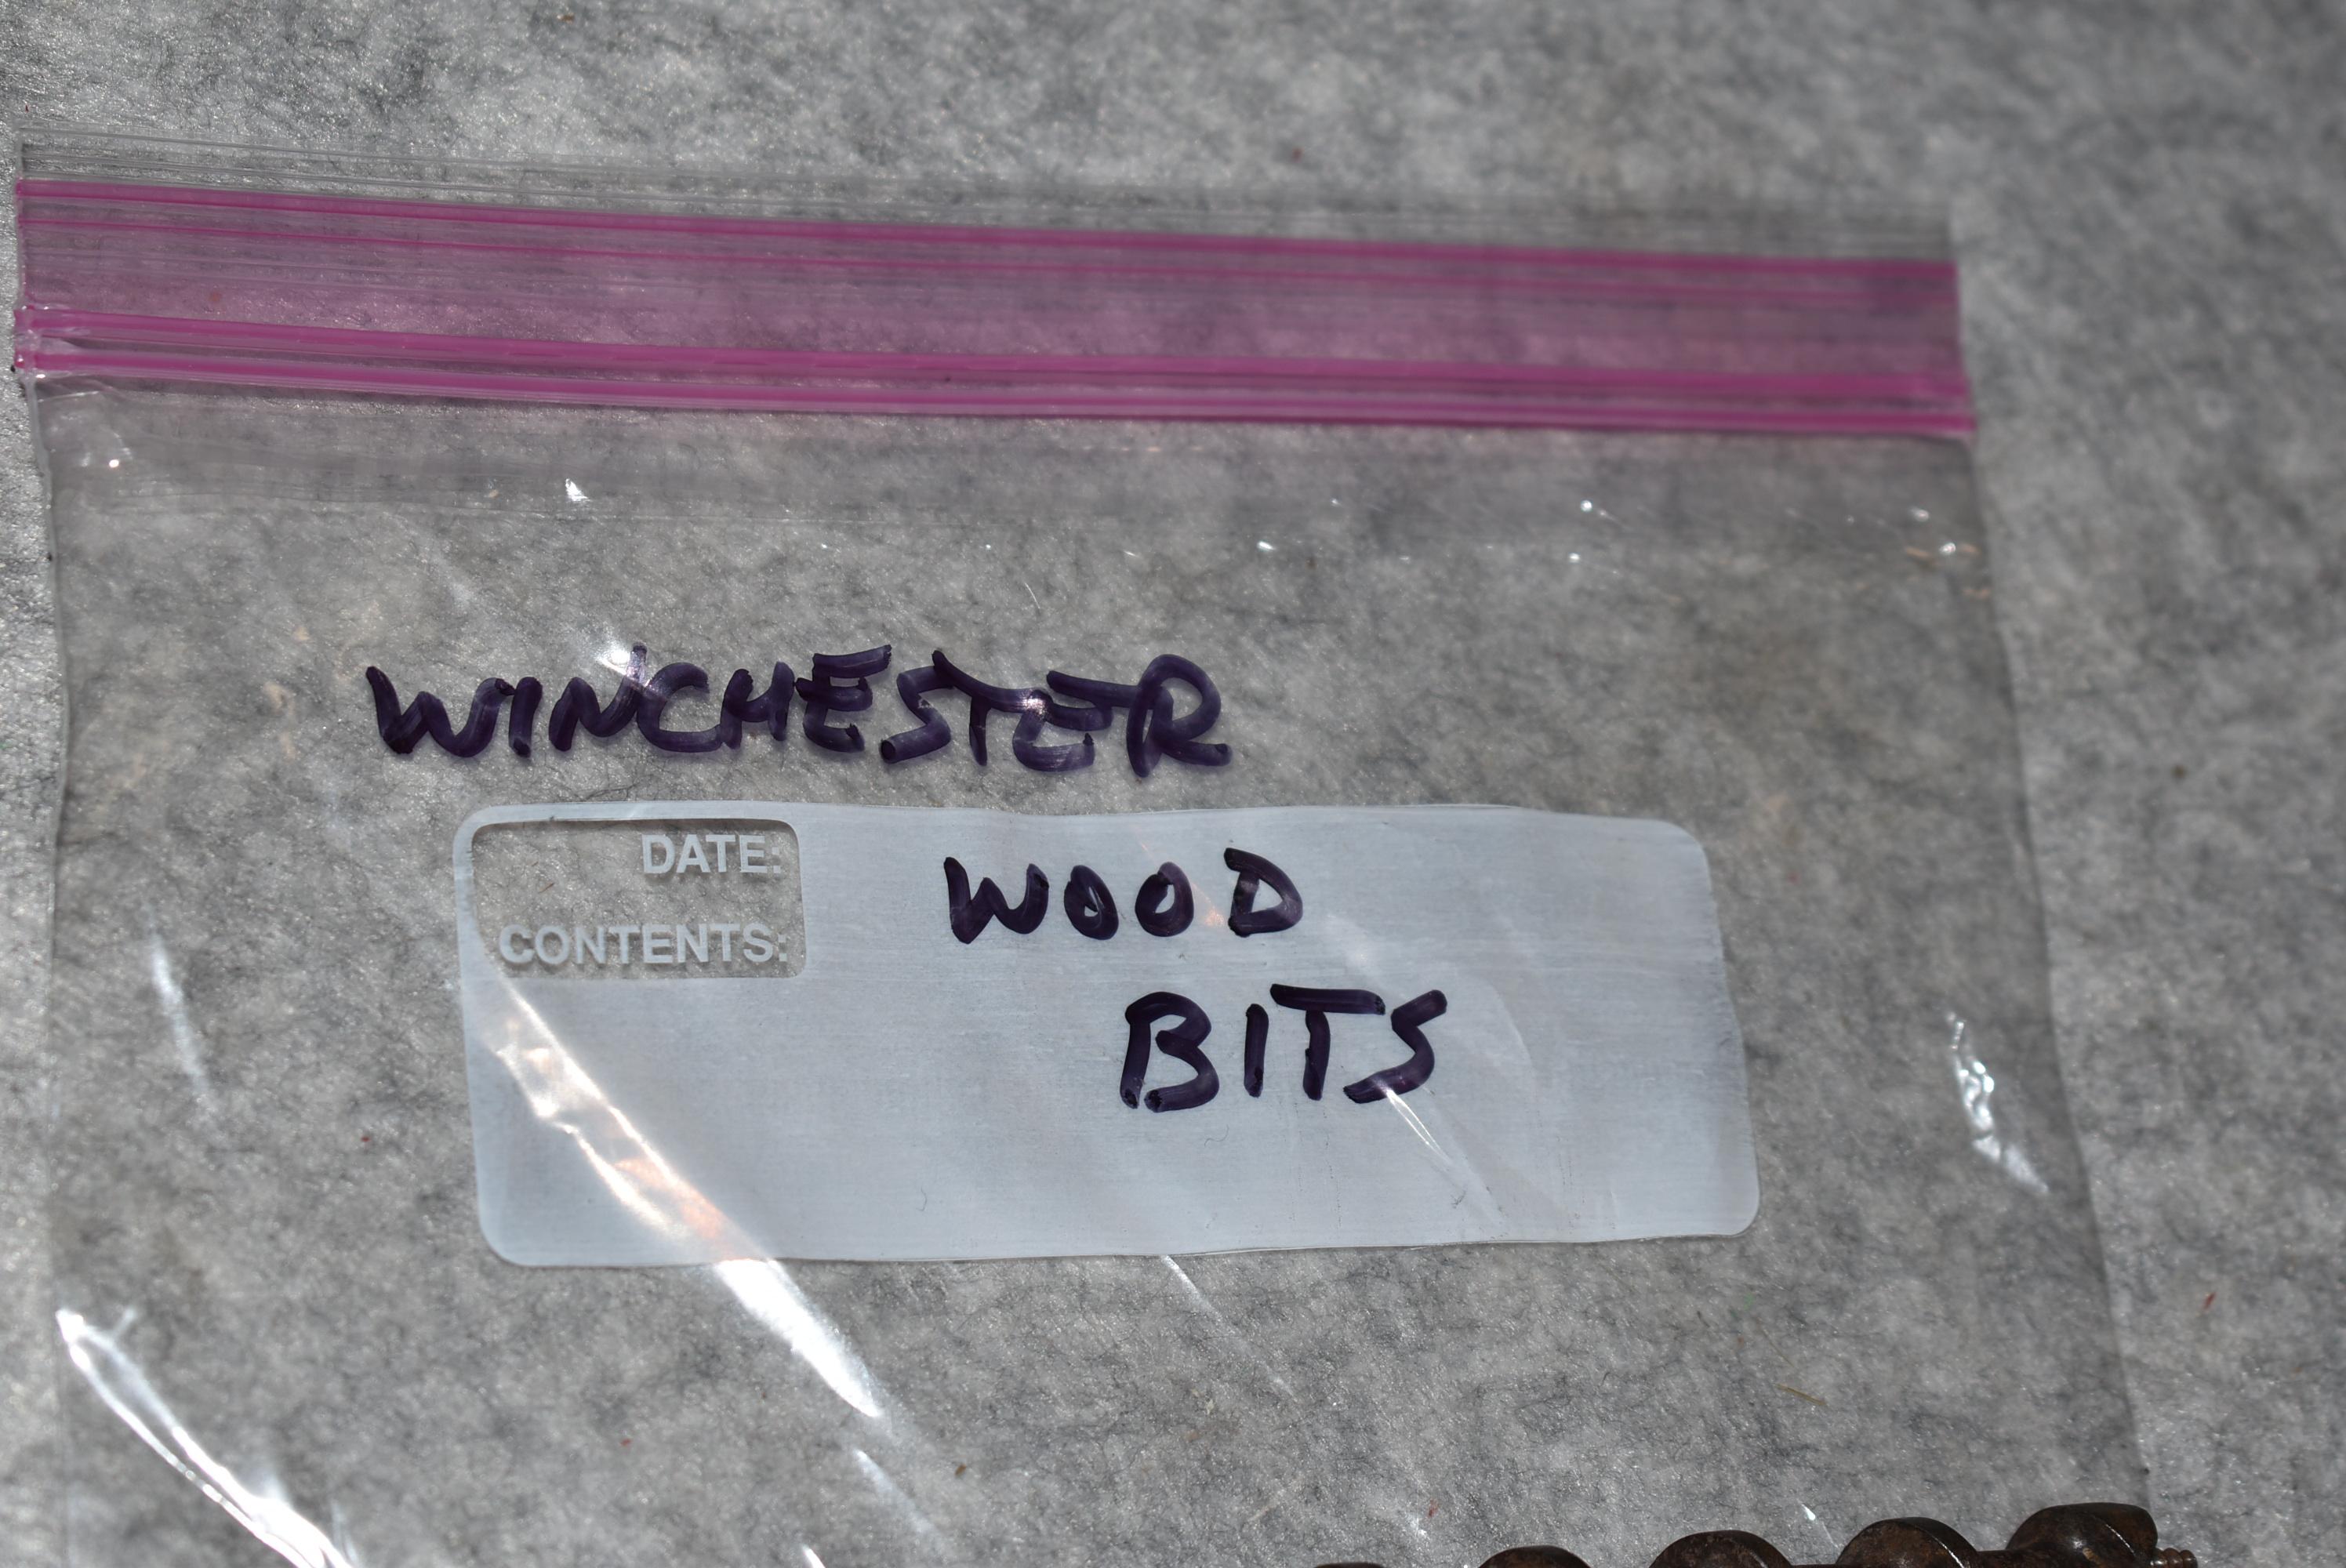 WINCHESTER
DATE: WOOD
CONTENTS:
BITS